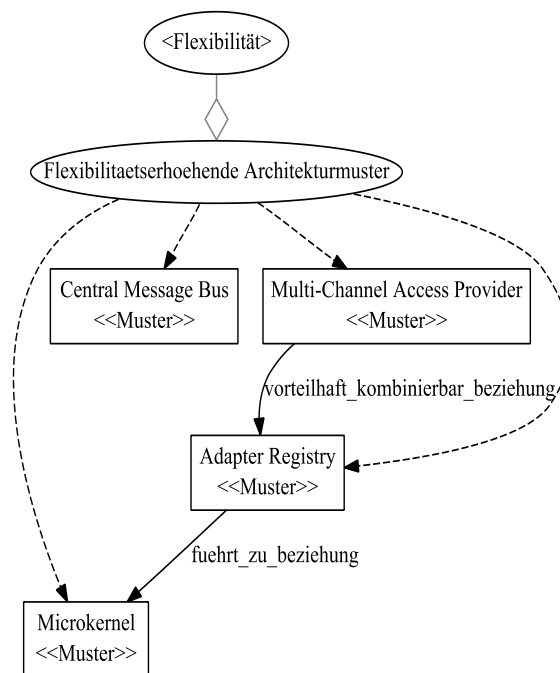 <Flexibilität>
Flexibilitaetserhoehende Architekturmuster
Central Message Bus
<<Muster>>
Multi-Channel Access Provider
<<Muster>>
vorteilhaft_kombinierbar_beziehung
Adapter Registry
<<Muster>>
fuehrt_zu_beziehung
Microkernel
<<Muster>>